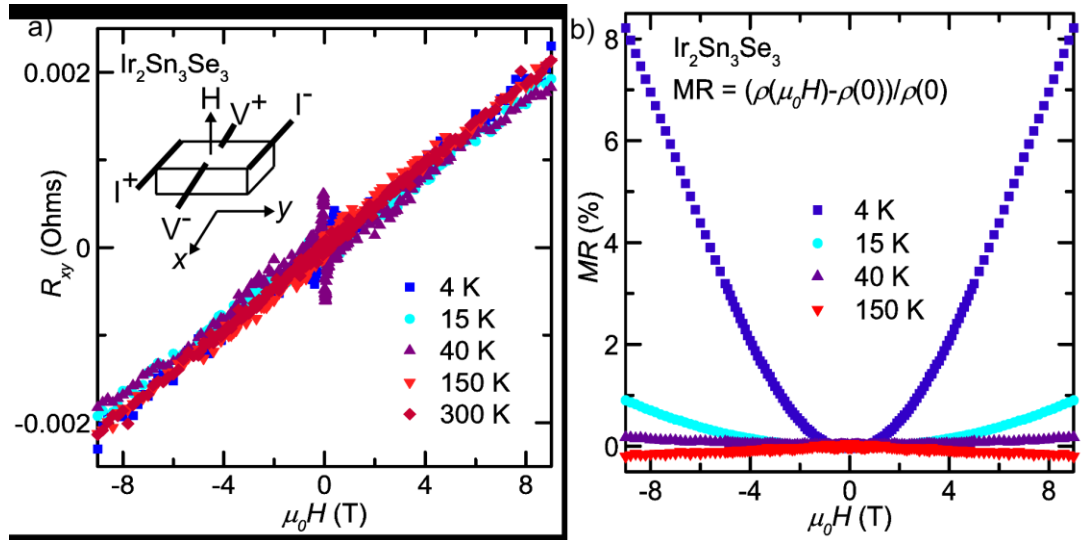 a)
Ir2Sn3Se3
H
V+
I-
I+
V-
y
x
0.002
0
-0.002
Rxy (Ohms)
4 K
15 K
40 K
150 K
300 K
-8 -4 0 4 8
μ0H (T)
b)
Ir2Sn3Se3
MR = (ρ(μ0H)-ρ(0))/ρ(0)
8
6
4
2
0
MR (%)
4 K
15 K
40 K
150 K
-8 -4 0 4 8
μ0H (T)